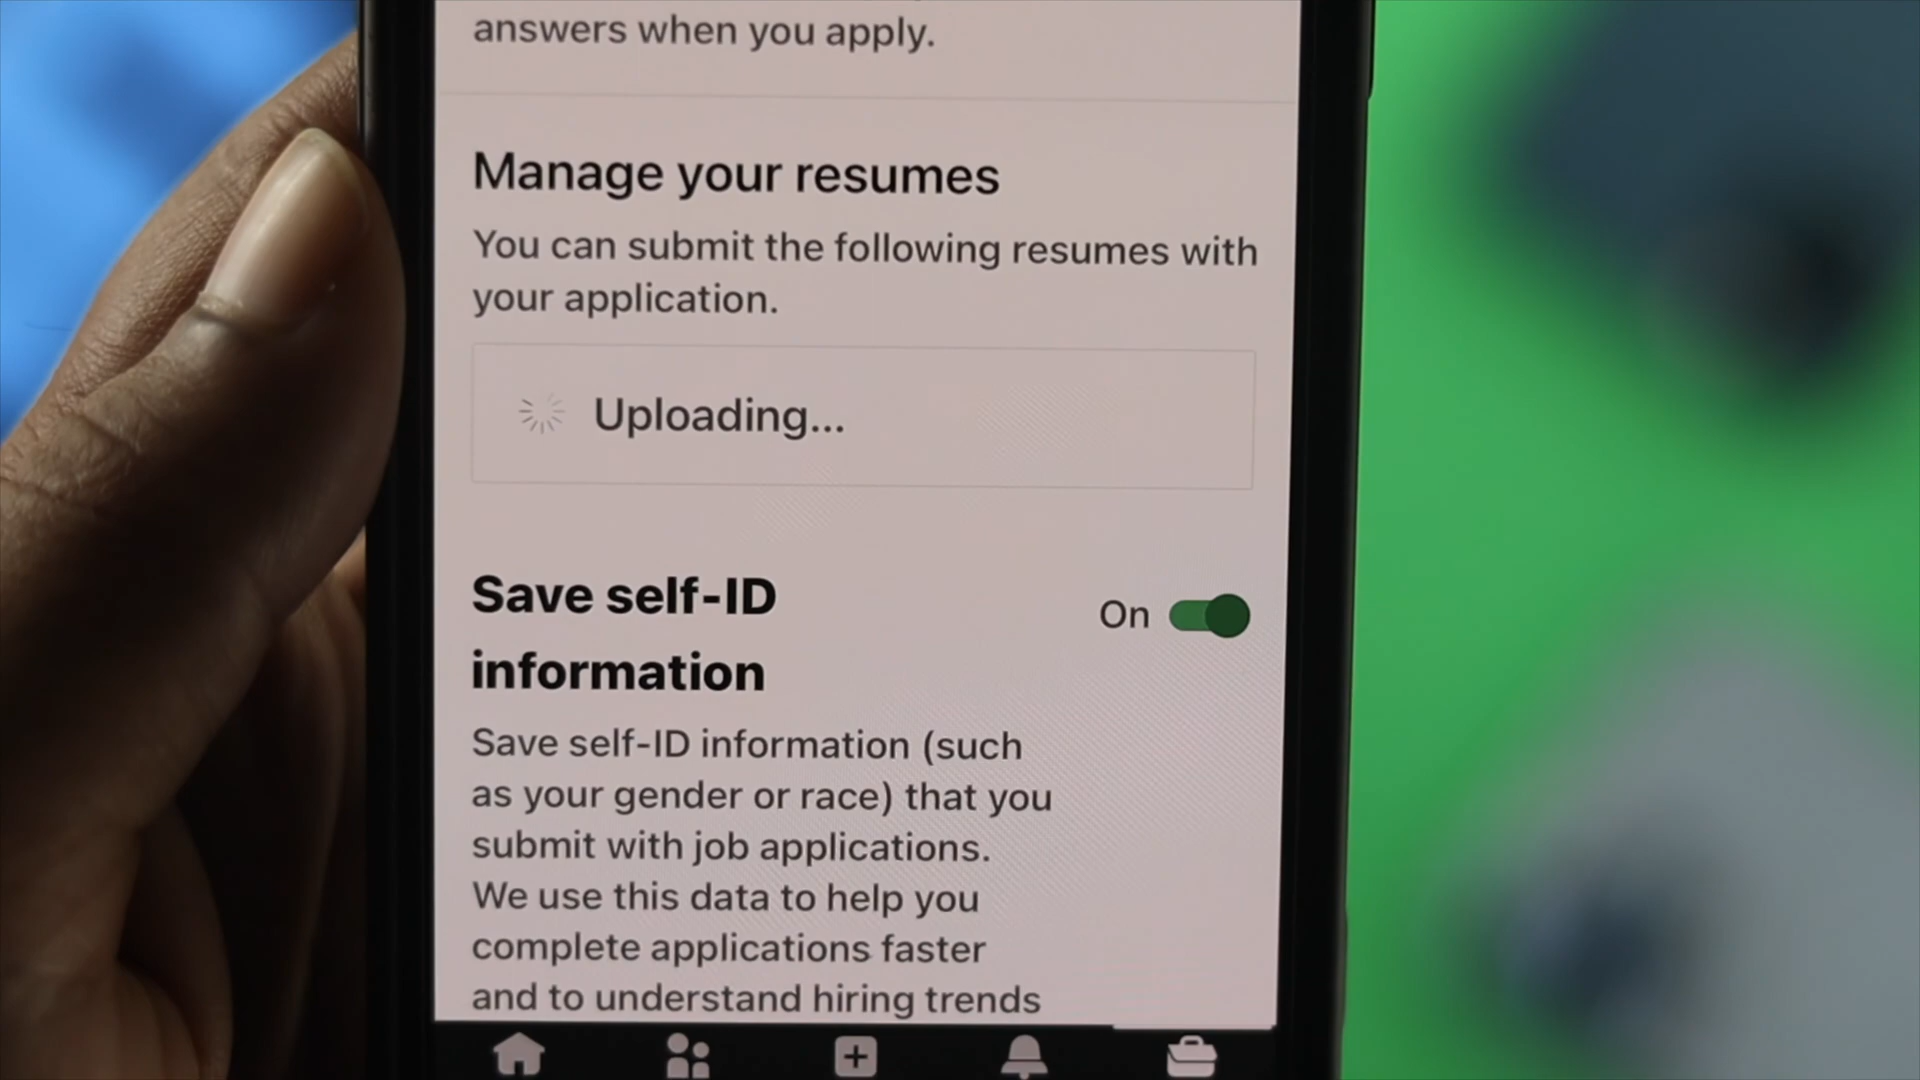 answers when you apply.
Manage your resumes
You can submit the following resumes with
your application.
Uploading...
Save self-ID
On
information
Save self-ID information (such
as your gender or race) that you
submit with job applications.
We use this data to help you
complete applications faster
and to understand hiring trends